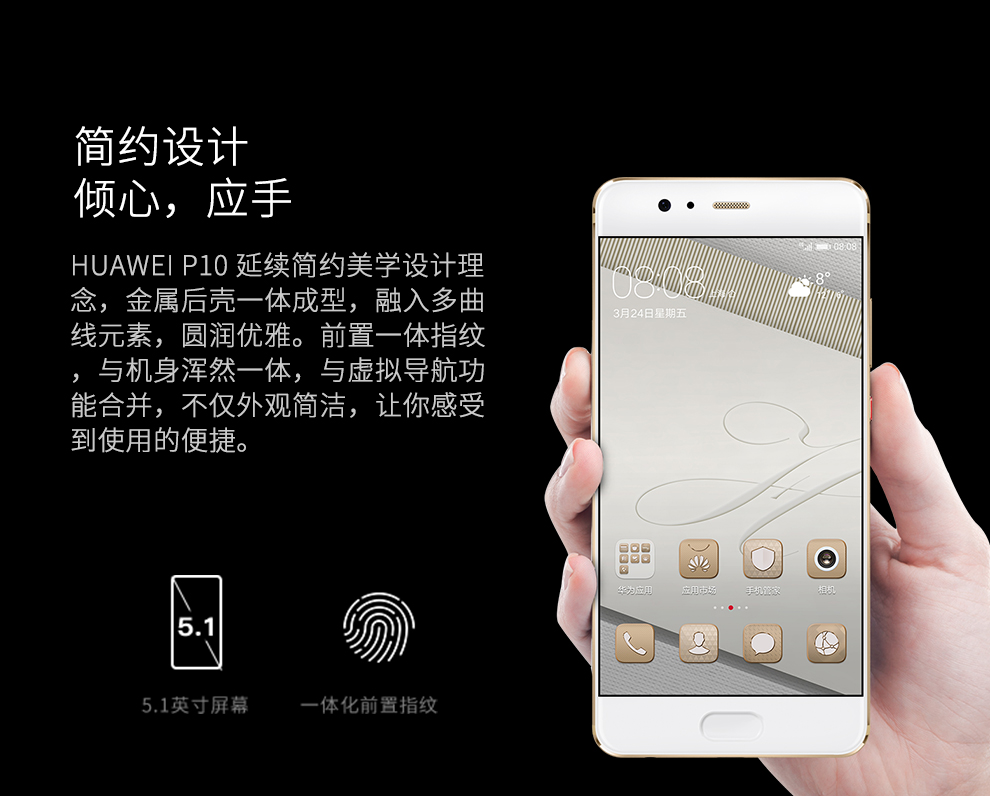 简约设计
倾心，应手
HUAWEI P10 延续简约美学设计理
念，金属后壳一体成型，融入多曲
线元素，圆润优雅。前置一体指纹
，与机身浑然一体，与虚拟导航功
能合并，不仅外观简洁，让你感受
到使用的便捷。
5.1
5.1英寸屏幕
一体化前置指纹
08:08
08:08
8°
3月24日星期五
华为应用
应用市场
手机管家
相机